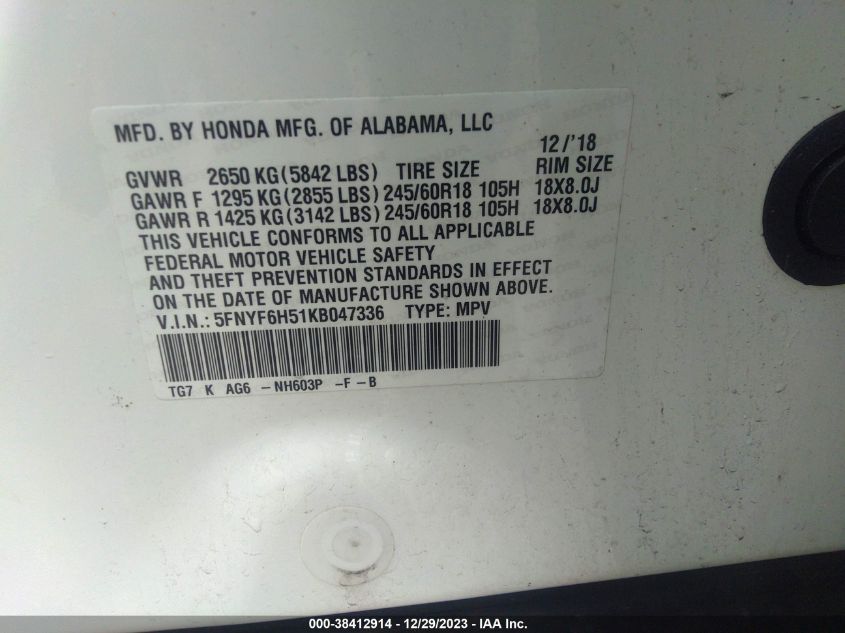 MFD. BY HONDA MFG. OF ALABAMA, LLC 12/'18
GVWR 2650 KG(5842 LBS) TIRE SIZE RIM SIZE
GAWR F 1295 KG(2855 LBS)245/60R18 105H 18X8.0J
GAWR R 1425 KG(3142 LBS)245/60R18 105H 18X8.0J
THIS VEHICLE CONFORMS TO ALL APPLICABLE
FEDERAL MOTOR VEHICLE SAFETY
AND THEFT PREVENTION STANDARDS IN EFFECT
ON THE DATE OF MANUFACTURE SHOWN ABOVE.
V.I.N.: 5FNYF6H51KB047336 TYPE: MPV
TG7 K AG6 -NH603P -F-B
000-38412914 - 12/29/2023 - IAA Inc.